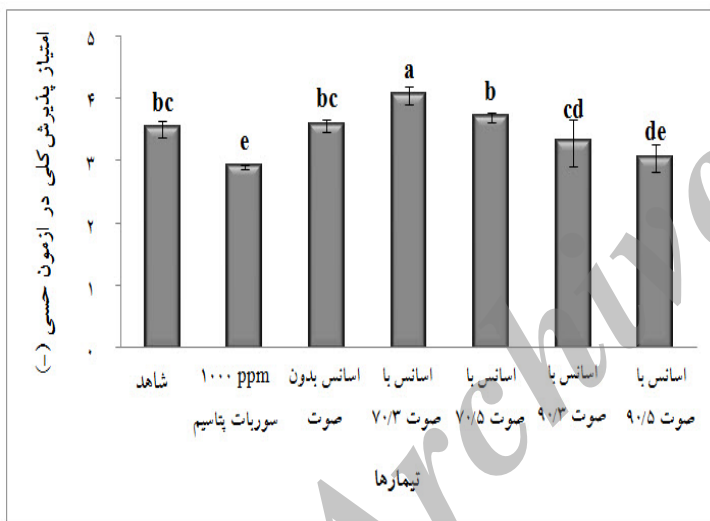 امتیاز پذیرش کلی در ازمون حسی (-)
۵
۴
۳
۲
۱
۰
bc
e
bc
a
b
cd
de
شاهد
۱۰۰۰ ppm
سوربات پتاسیم
اسانس بدون
صوت
اسانس با
صوت ۷۰/۳
اسانس با
صوت ۷۰/۵
اسانس با
صوت ۹۰/۳
اسانس با
صوت ۹۰/۵
تیمارها
Archive